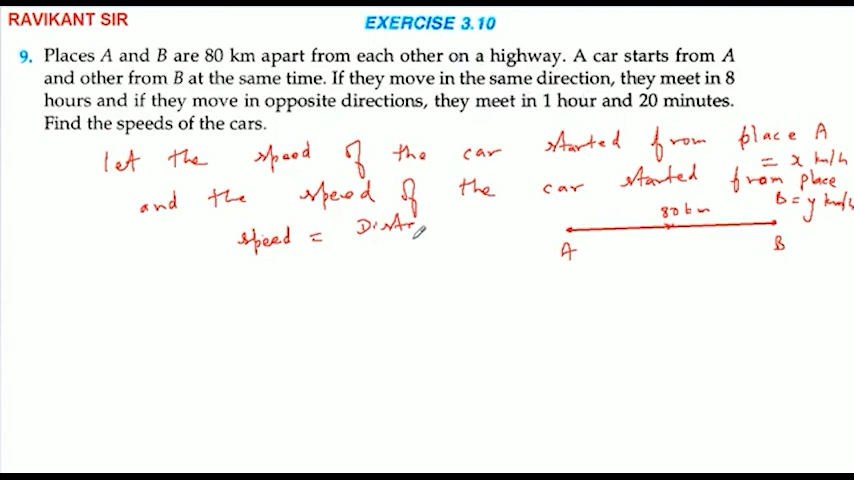 RAVIKANT SIR
EXERCISE 3.10
9. Places A and B are 80 km apart from each other on a highway. A car starts from A
and other from B at the same time. If they move in the same direction, they meet in 8
hours and if they move in opposite directions, they meet in 1 hour and 20 minutes.
Find the speeds of the cars.
let the speed of the car started from place A
= x km/h
and the speed of the car started from place
B = y km/h
speed = Dista
80 km
A B